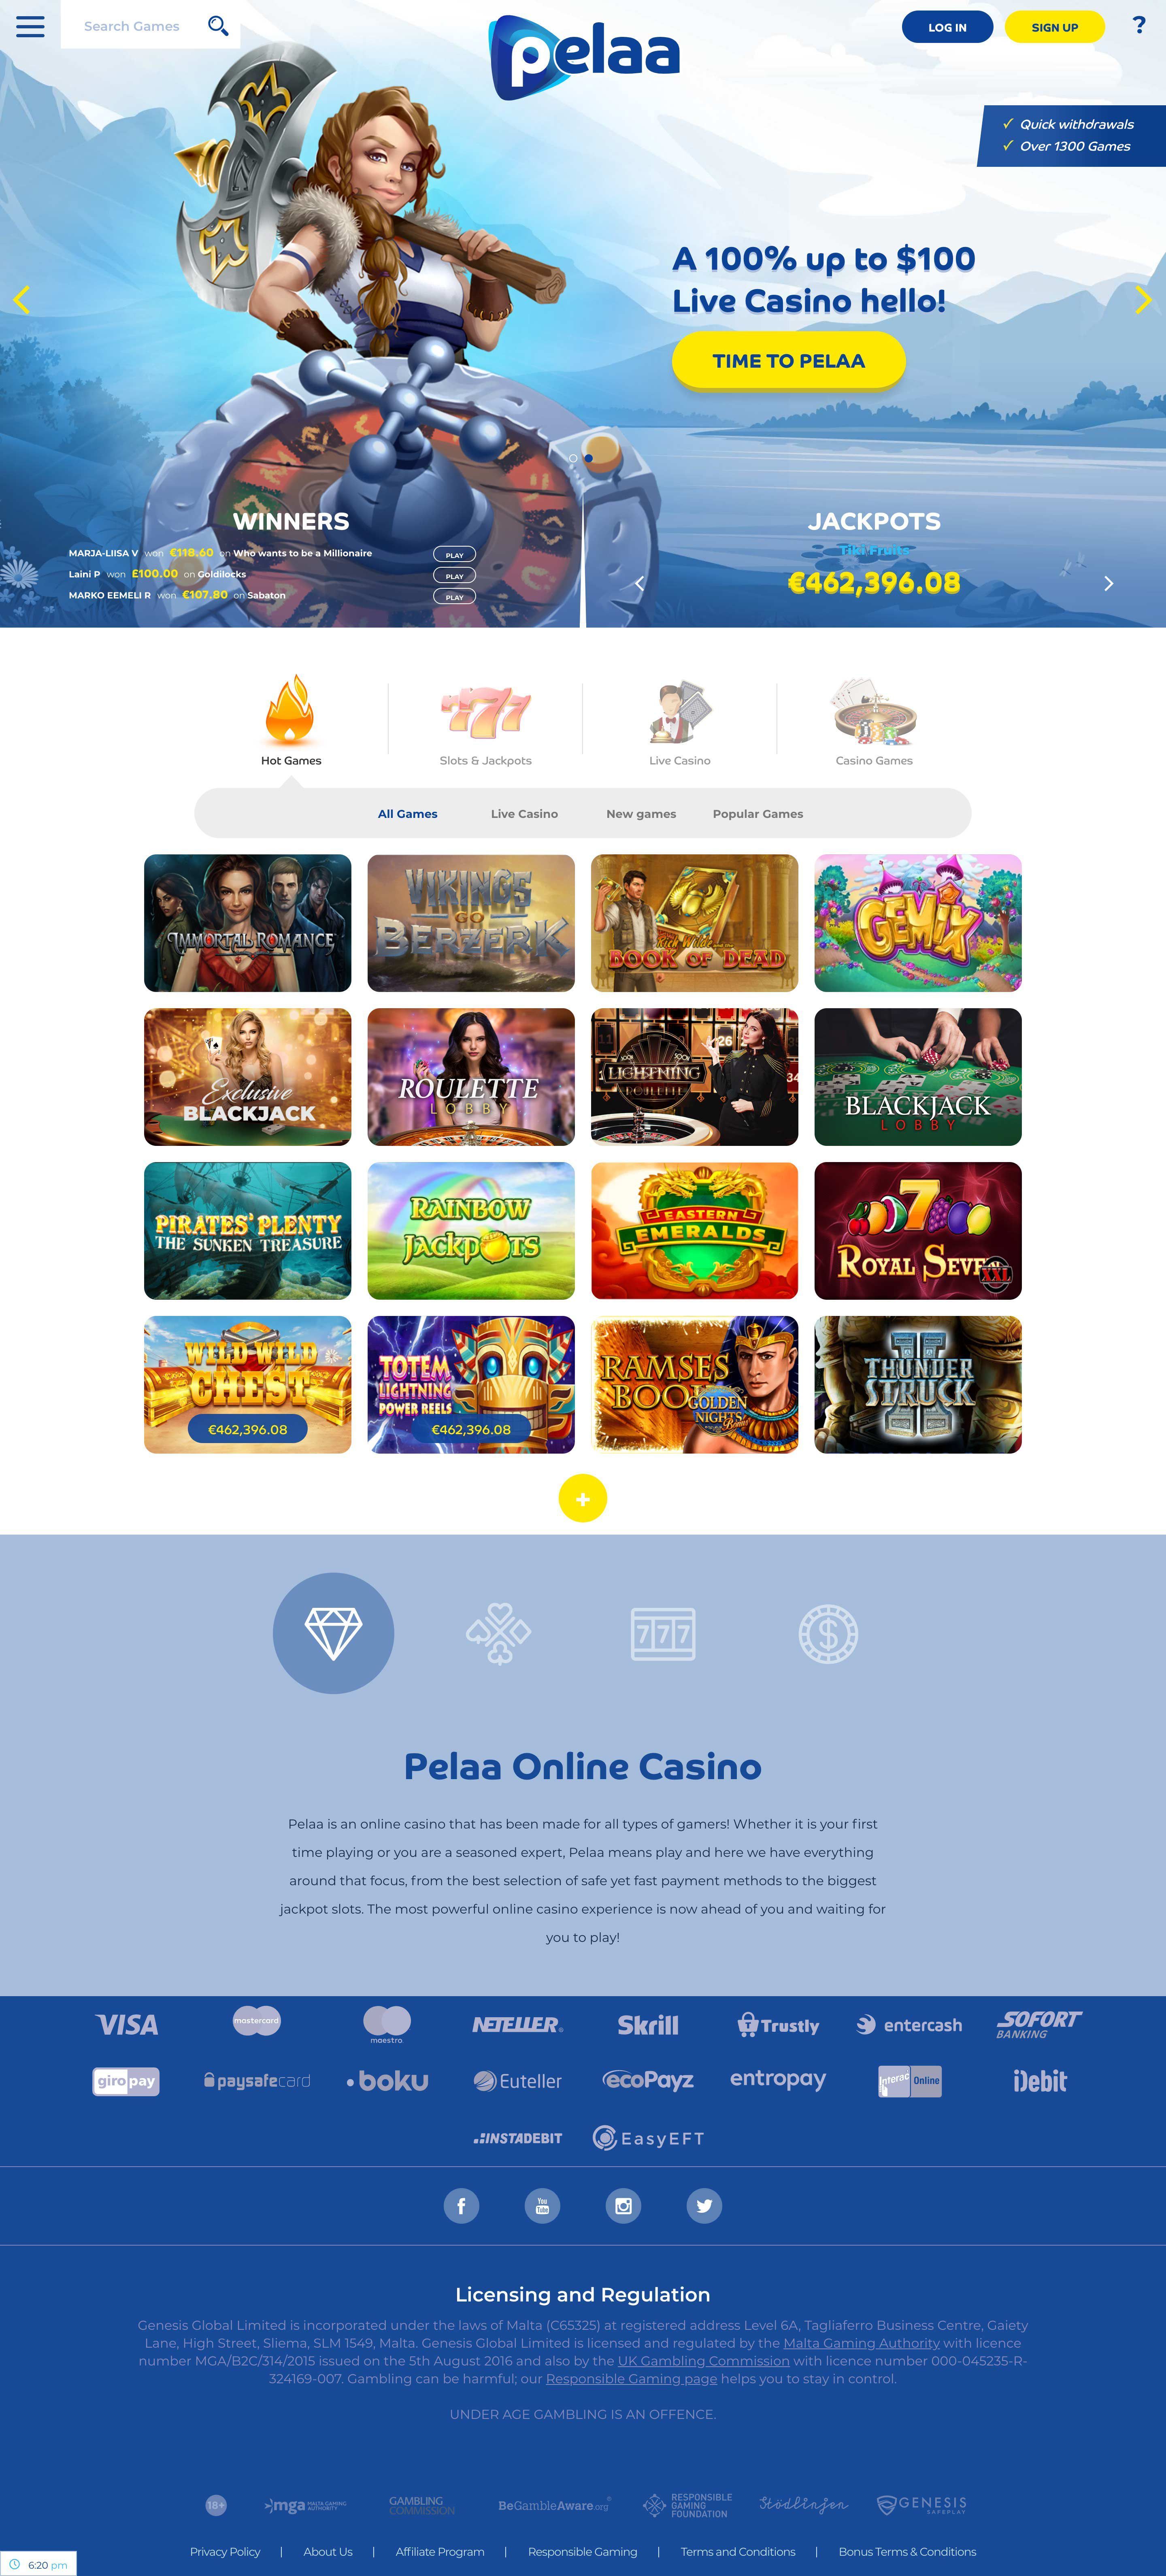 Search Games
pelaa
LOG IN
SIGN UP
?
✓ Quick withdrawals
✓ Over 1300 Games
A 100% up to $100
Live Casino hello!
TIME TO PELAA
WINNERS
MARJA-LIISA V won €118.60 on Who wants to be a Millionaire PLAY
Laini P won £100.00 on Goldilocks PLAY
MARKO EEMELI R won €107.80 on Sabaton PLAY
JACKPOTS
Tiki Fruits
€462,396.08
777
Hot Games
Slots & Jackpots
Live Casino
Casino Games
All Games
Live Casino
New games
Popular Games
IMMORTAL ROMANCE
VIKINGS
GO
BERZERK
Rich Wilde and the
BOOK OF DEAD
GEMIX
Exclusive
BLACKJACK
ROULETTE
LOBBY
26
34
LIGHTNING
ROULETTE
BLACKJACK
LOBBY
PIRATES' PLENTY
THE SUNKEN TREASURE
RAINBOW
JACKPOTS
EASTERN
EMERALDS
7
ROYAL SEVEN
XXL
WILD WILD
CHEST
€462,396.08
TOTEM
LIGHTNING
POWER REELS
€462,396.08
RAMSES
BOOK
GOLDEN
NIGHTS
Bonus
II
THUNDER
STRUCK
+
777
$
Pelaa Online Casino
Pelaa is an online casino that has been made for all types of gamers! Whether it is your first
time playing or you are a seasoned expert, Pelaa means play and here we have everything
around that focus, from the best selection of safe yet fast payment methods to the biggest
jackpot slots. The most powerful online casino experience is now ahead of you and waiting for
you to play!
VISA
mastercard
maestro
NETELLER
Skrill
Trustly
entercash
SOFORT
BANKING
giropay
paysafecard
boku
Euteller
ecoPayz
entropay
Interac Online
iDebit
INSTADEBIT
EasyEFT
f
You Tube
Licensing and Regulation
Genesis Global Limited is incorporated under the laws of Malta (C65325) at registered address Level 6A, Tagliaferro Business Centre, Gaiety
Lane, High Street, Sliema, SLM 1549, Malta. Genesis Global Limited is licensed and regulated by the Malta Gaming Authority with licence
number MGA/B2C/314/2015 issued on the 5th August 2016 and also by the UK Gambling Commission with licence number 000-045235-R-
324169-007. Gambling can be harmful; our Responsible Gaming page helps you to stay in control.
UNDER AGE GAMBLING IS AN OFFENCE.
18+
mga MALTA GAMING
AUTHORITY
GAMBLING
COMMISSION
BeGambleAware.org®
RESPONSIBLE
GAMING
FOUNDATION
Stödlinjen
GENESIS
SAFEPLAY
Privacy Policy | About Us | Affiliate Program | Responsible Gaming | Terms and Conditions | Bonus Terms & Conditions
6:20 pm